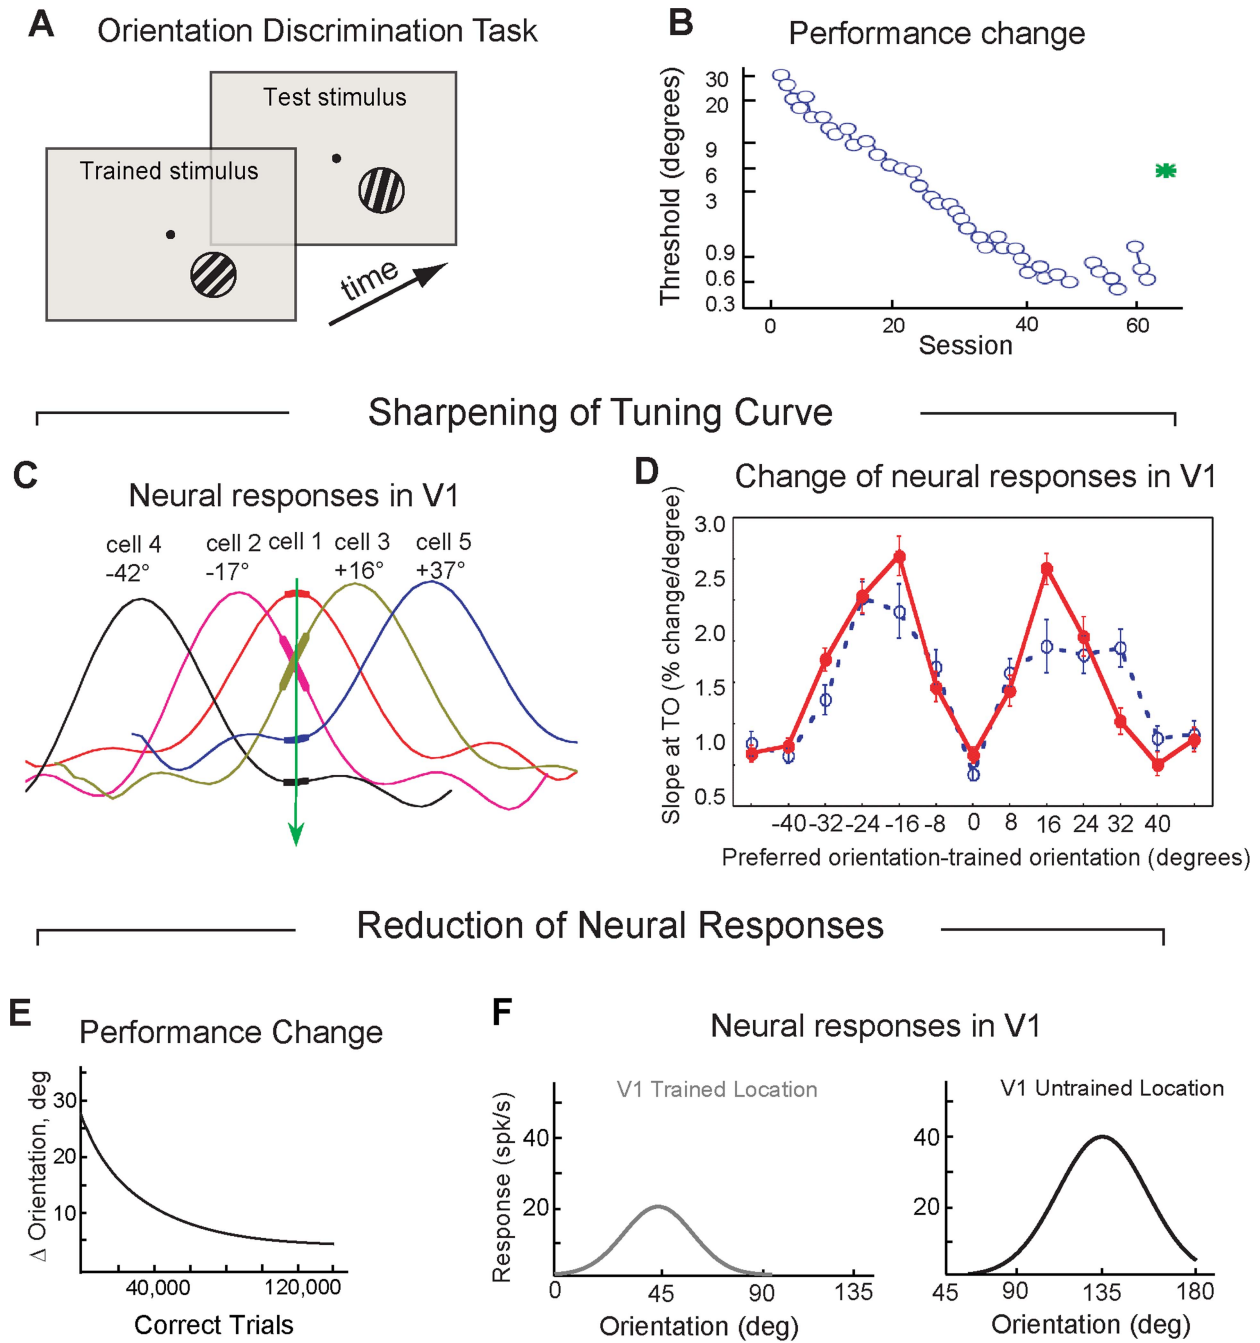 A
Orientation Discrimination Task
Test stimulus
Trained stimulus
time
B
Performance change
Threshold (degrees)
30
20
9
6
3
0.9
0.6
0.3
0
20
40
60
Session
Sharpening of Tuning Curve
C
Neural responses in V1
cell 4
cell 2
cell 1
cell 3
cell 5
-42°
-17°
+16°
+37°
D
Change of neural responses in V1
Slope at TO (% change/degree)
3.0
2.5
2.0
1.5
1.0
0.5
-40
-32
-24
-16
-8
0
8
16
24
32
40
Preferred orientation-trained orientation (degrees)
Reduction of Neural Responses
E
Performance Change
Δ Orientation, deg
30
20
10
40,000
120,000
Correct Trials
F
Neural responses in V1
V1 Trained Location
Response (spk/s)
40
20
0
45
90
135
Orientation (deg)
V1 Untrained Location
40
20
45
90
135
180
Orientation (deg)